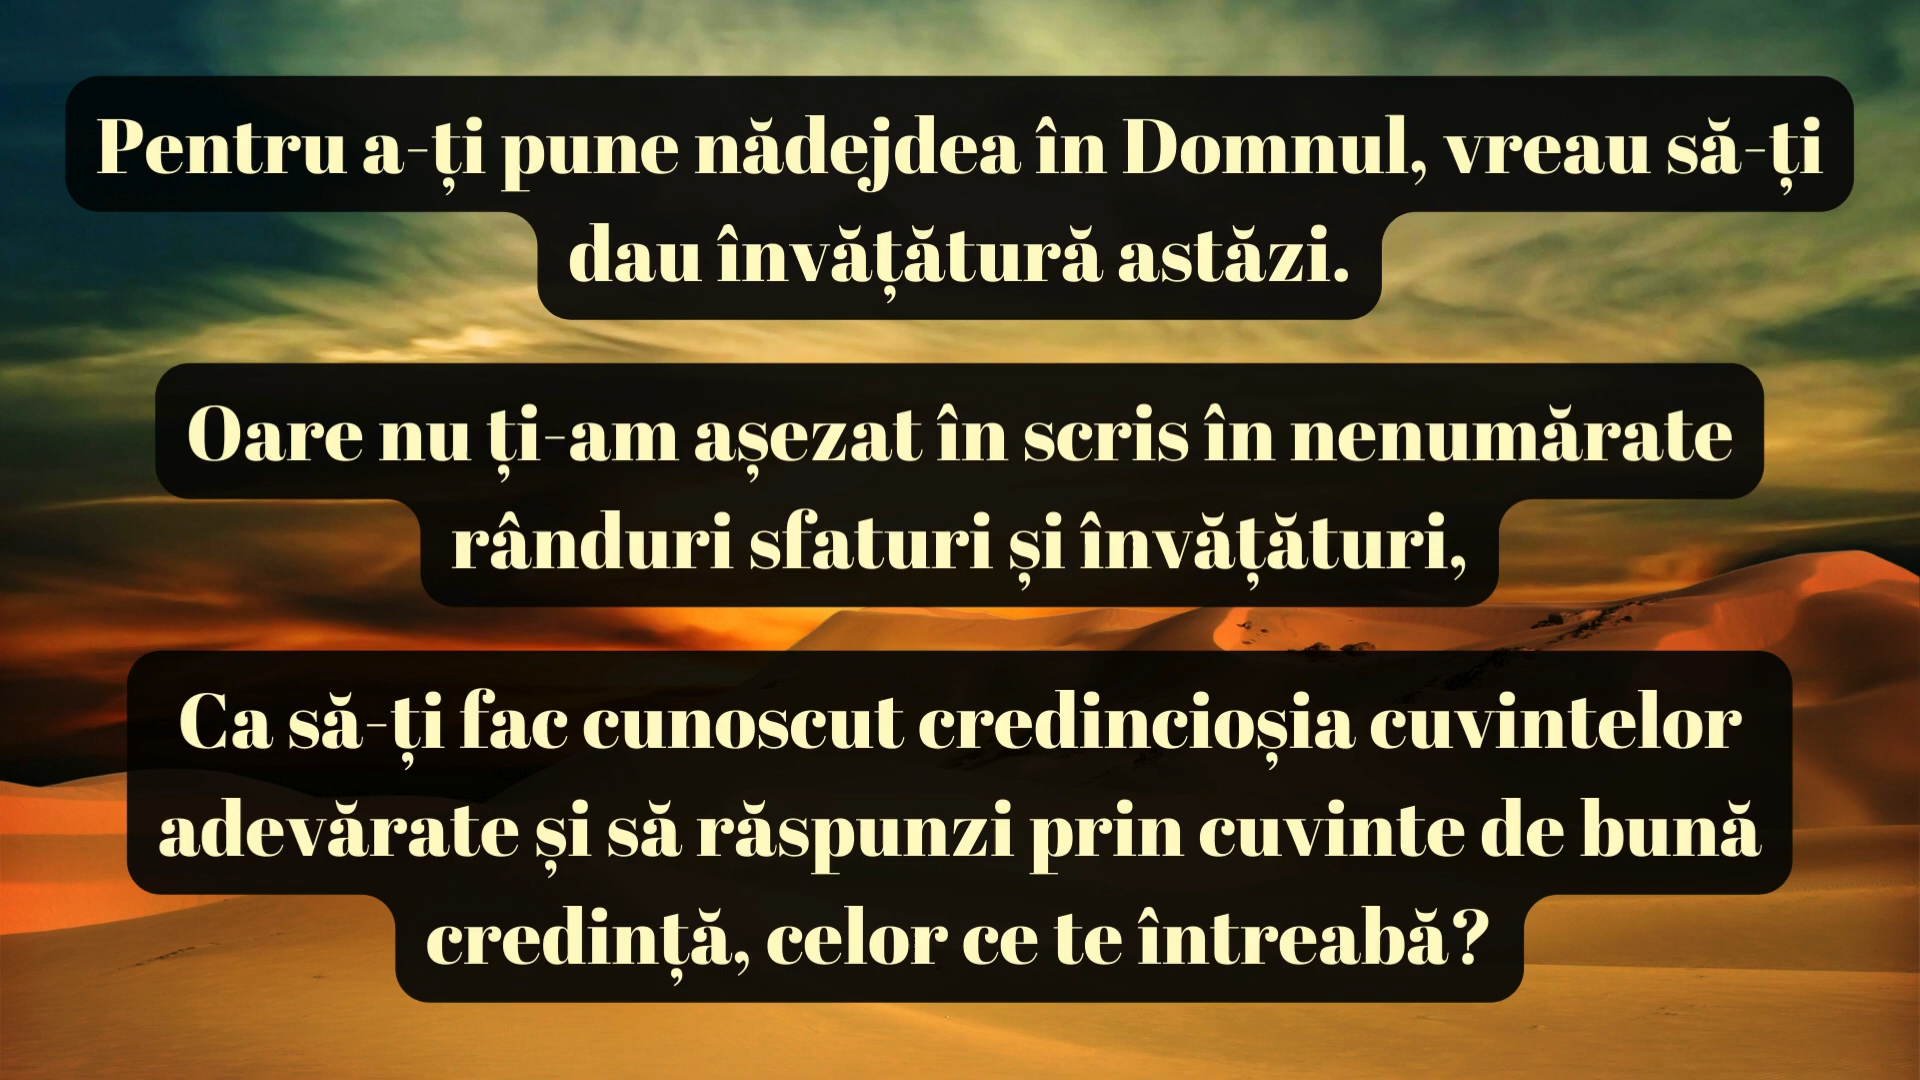 Pentru a-ți pune nădejdea în Domnul, vreau să-ți
dau învățătură astăzi.
Oare nu ți-am așezat în scris în nenumărate
rânduri sfaturi și învățături,
Ca să-ți fac cunoscut credincioșia cuvintelor
adevărate și să răspunzi prin cuvinte de bună
credință, celor ce te întreabă?